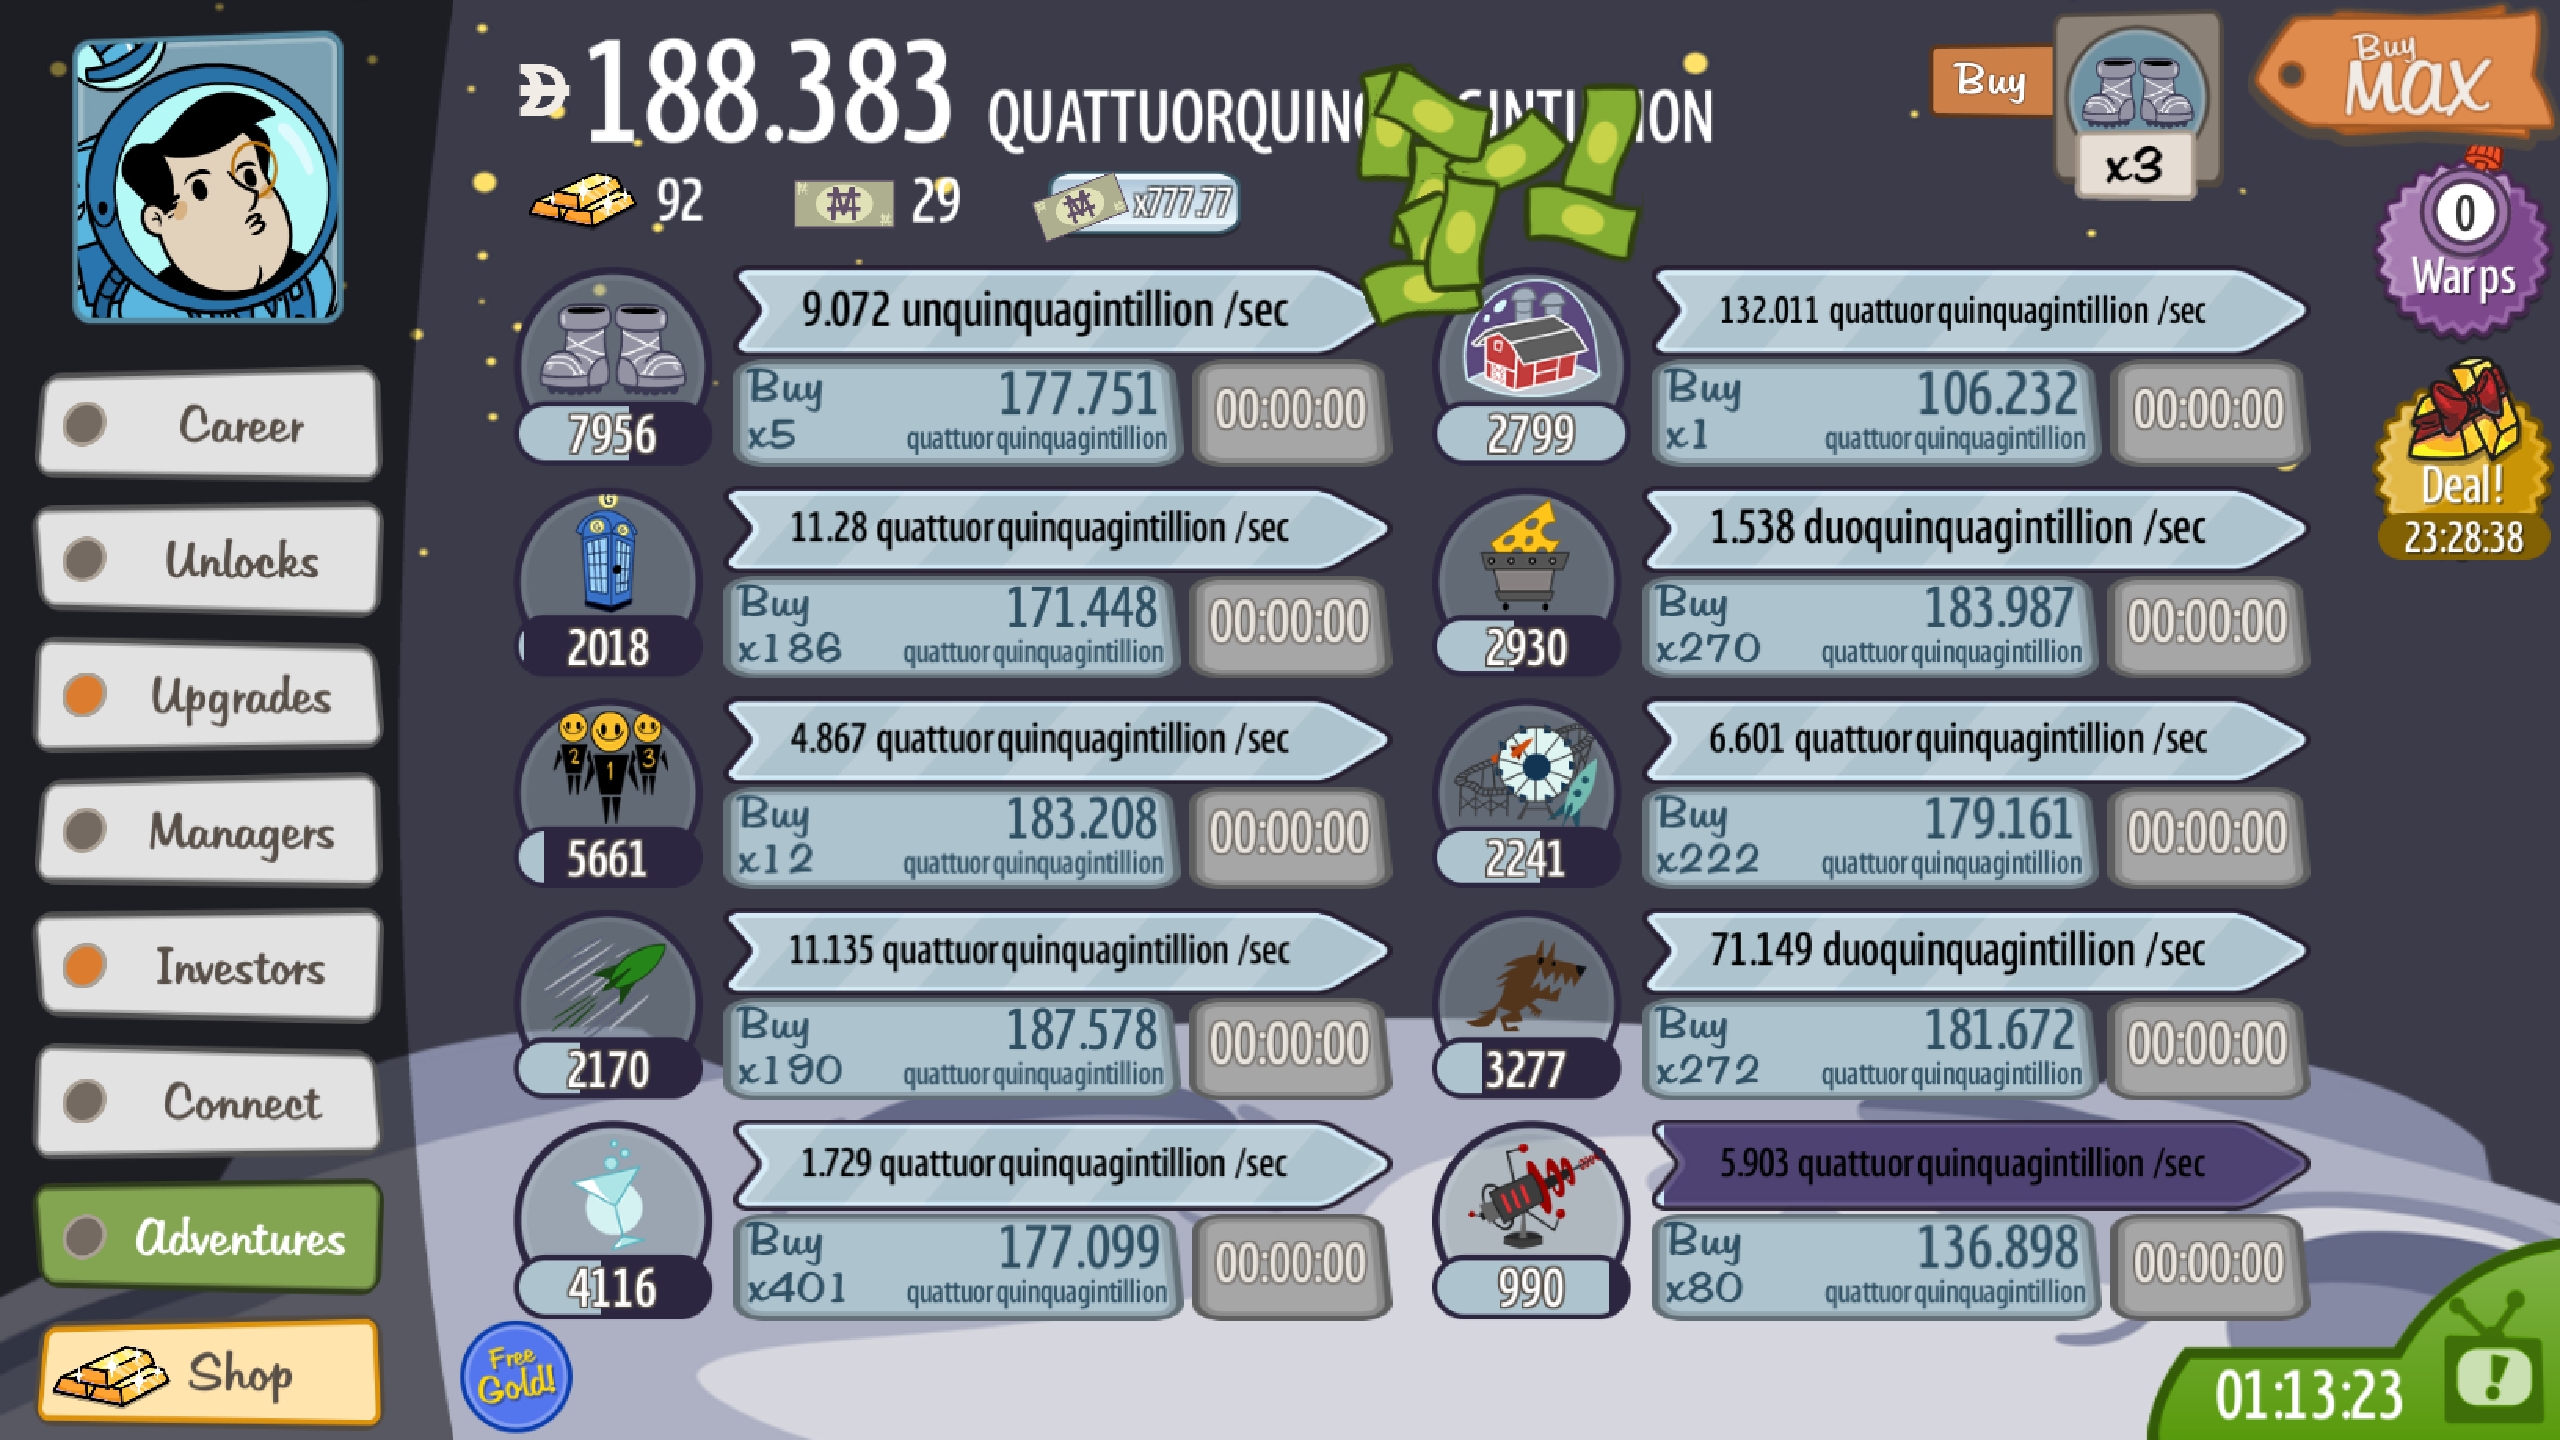 188.383
92 29 x777.77
Buy
x3
Buy
MAX
0
Warps
Deal!
23:28:38
Career
Unlocks
Upgrades
Managers
Investors
Connect
Adventures
Shop
9.072 unquinquagintillion /sec
7956
Buy 177.751
x5 quattuorquinquagintillion
00:00:00
132.011 quattuorquinquagintillion /sec
2799
Buy 106.232
x1 quattuorquinquagintillion
00:00:00
G
11.28 quattuorquinquagintillion /sec
2018
Buy 171.448
x186 quattuorquinquagintillion
00:00:00
1.538 duoquinquagintillion /sec
2930
Buy 183.987
x270 quattuorquinquagintillion
00:00:00
2 1 3
4.867 quattuorquinquagintillion /sec
5661
Buy 183.208
x12 quattuorquinquagintillion
00:00:00
6.601 quattuorquinquagintillion /sec
2241
Buy 179.161
x222 quattuorquinquagintillion
00:00:00
11.135 quattuorquinquagintillion /sec
2170
Buy 187.578
x190 quattuorquinquagintillion
00:00:00
71.149 duoquinquagintillion /sec
3277
Buy 181.672
x272 quattuorquinquagintillion
00:00:00
1.729 quattuorquinquagintillion /sec
4116
Buy 177.099
x401 quattuorquinquagintillion
00:00:00
5.903 quattuorquinquagintillion /sec
990
Buy 136.898
x80 quattuorquinquagintillion
00:00:00
Free
Gold!
01:13:23
!